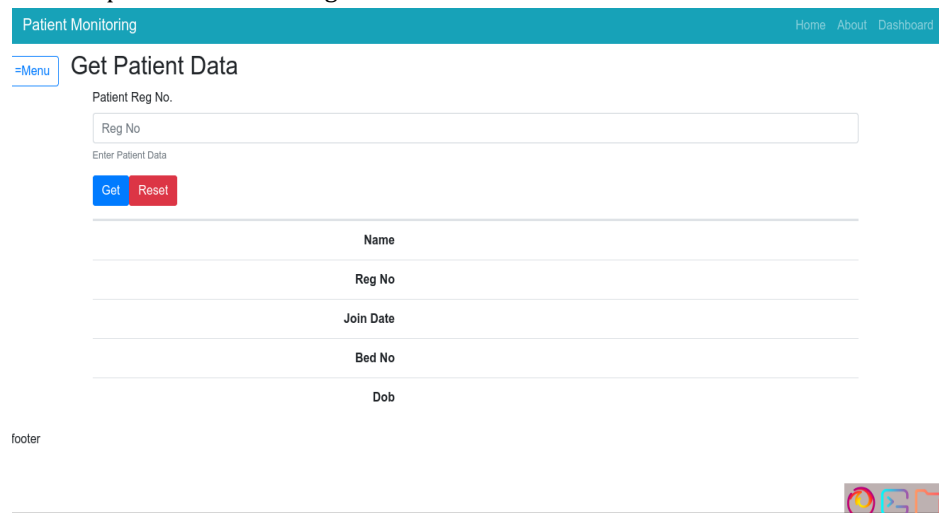 Patient Monitoring
Home About Dashboard
=Menu
Get Patient Data
Patient Reg No.
Reg No
Enter Patient Data
Get Reset
Name
Reg No
Join Date
Bed No
Dob
footer